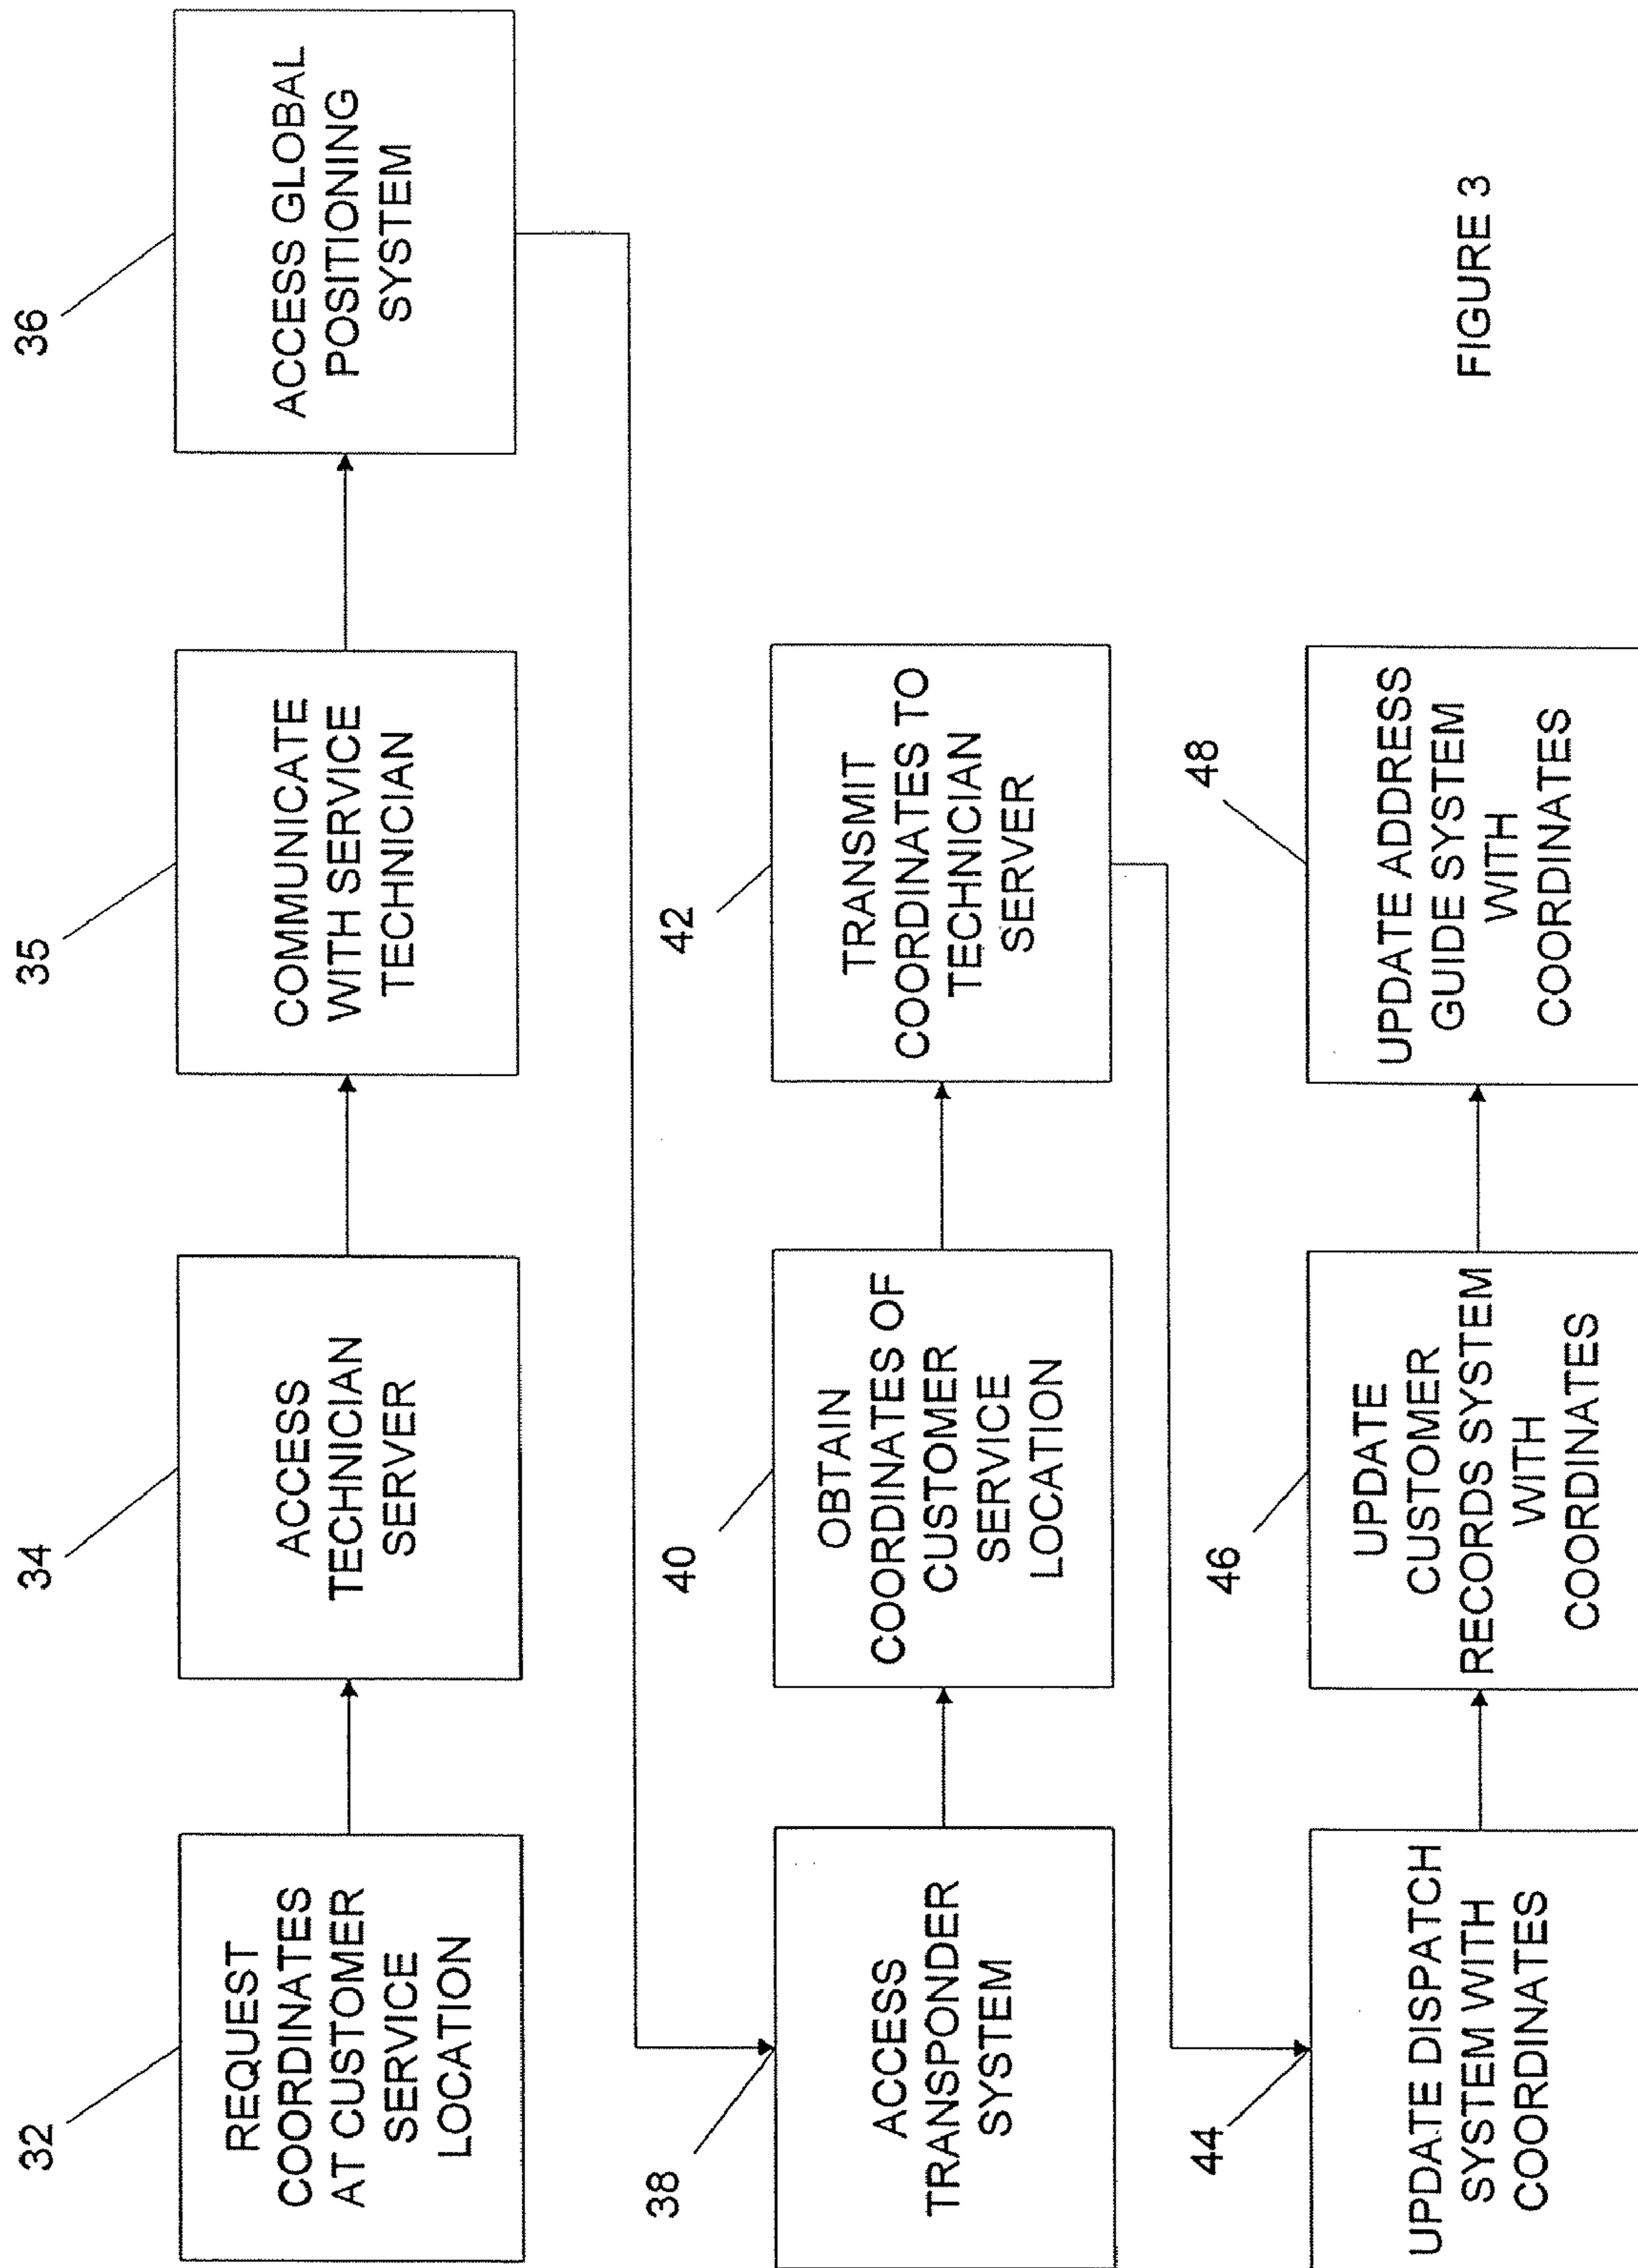 32
REQUEST
COORDINATES
AT CUSTOMER
SERVICE
LOCATION
34
ACCESS
TECHNICIAN
SERVER
35
COMMUNICATE
WITH SERVICE
TECHNICIAN
36
ACCESS GLOBAL
POSITIONING
SYSTEM
38
ACCESS
TRANSPONDER
SYSTEM
40
OBTAIN
COORDINATES OF
CUSTOMER
SERVICE
LOCATION
42
TRANSMIT
COORDINATES TO
TECHNICIAN
SERVER
44
UPDATE DISPATCH
SYSTEM WITH
COORDINATES
46
UPDATE
CUSTOMER
RECORDS SYSTEM
WITH
COORDINATES
48
UPDATE ADDRESS
GUIDE SYSTEM
WITH
COORDINATES
FIGURE 3